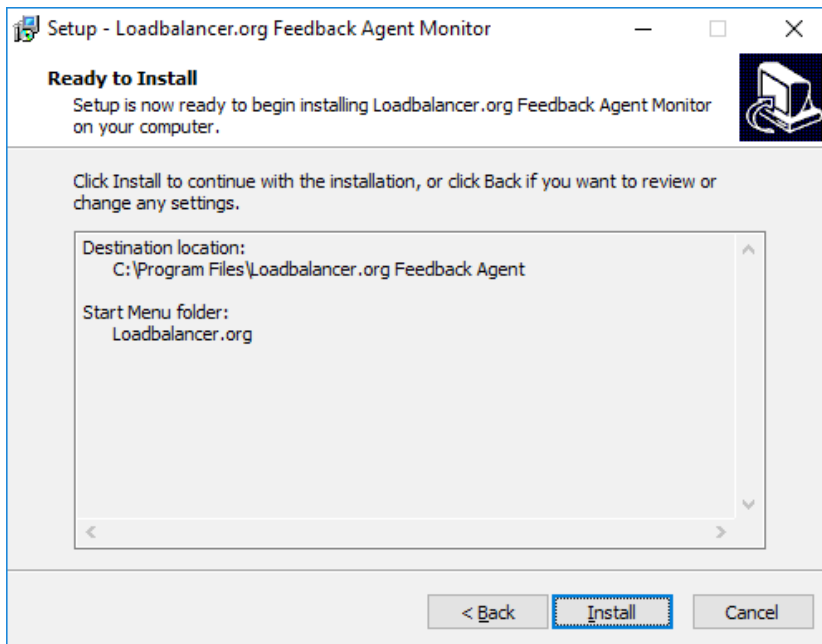 Setup - Loadbalancer.org Feedback Agent Monitor
Ready to Install
Setup is now ready to begin installing Loadbalancer.org Feedback Agent Monitor
on your computer.
Click Install to continue with the installation, or click Back if you want to review or
change any settings.
Destination location:
C:\Program Files\Loadbalancer.org Feedback Agent
Start Menu folder:
Loadbalancer.org
< Back
Install
Cancel